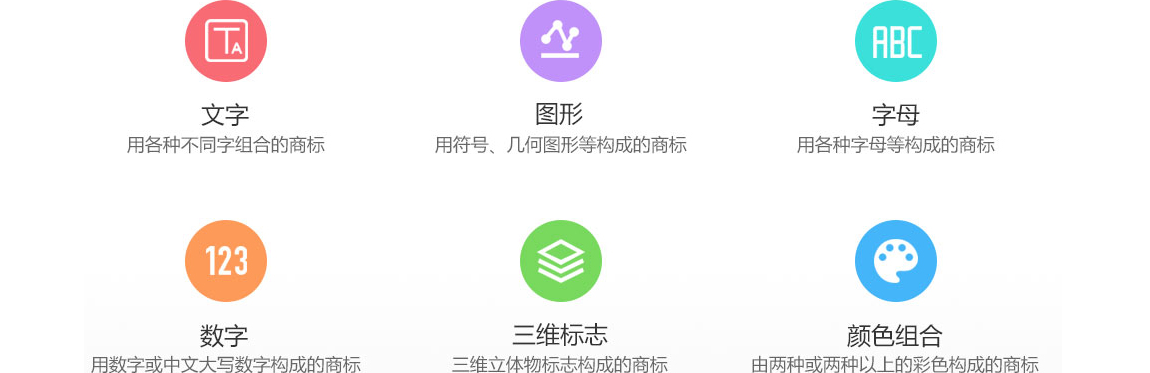 TA
ABC
文字
图形
字母
用各种不同字组合的商标
用符号、几何图形等构成的商标
用各种字母等构成的商标
123
数字
三维标志
颜色组合
用数字或中文大写数字构成的商标
三维立体物标志构成的商标
由两种或两种以上的彩色构成的商标